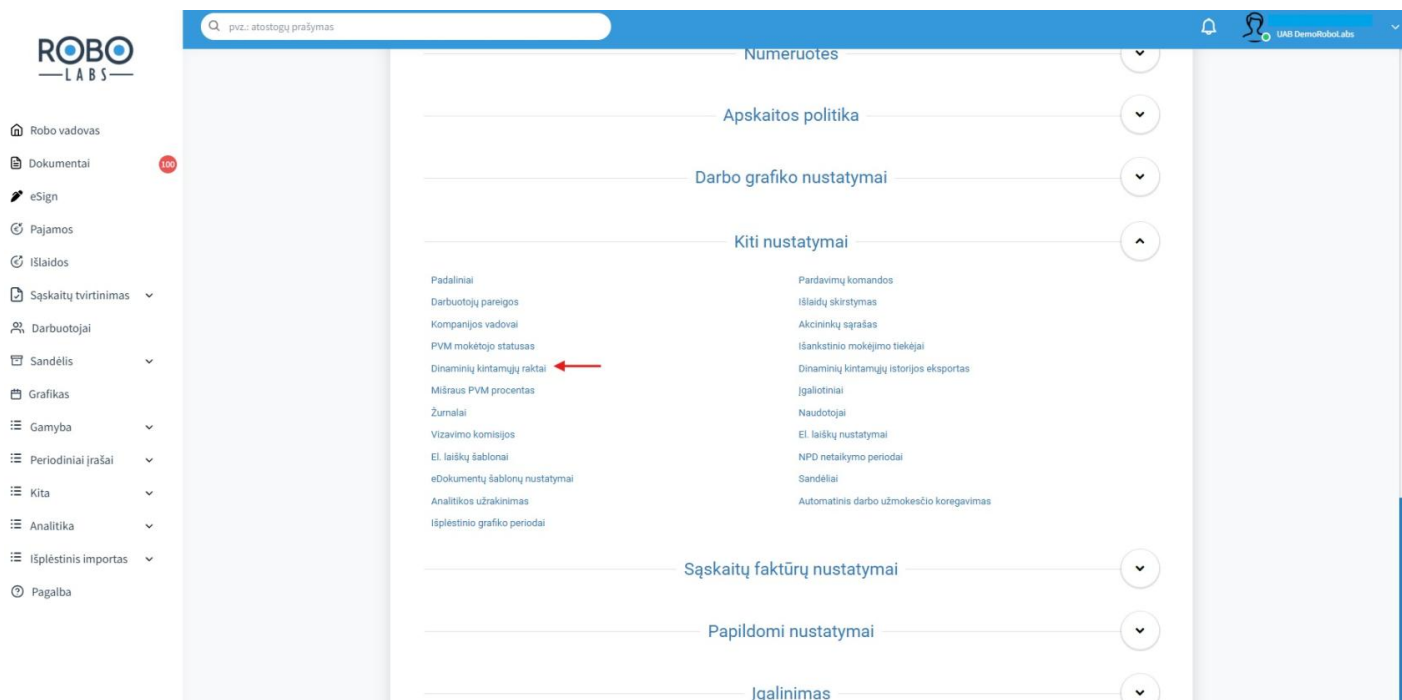 ROBO
LABS
pvz.: atostogų prašymas
UAB DemoRoboLabs
Robo vadovas
Dokumentai 100
eSign
Pajamos
Išlaidos
Sąskaitų tvirtinimas
Darbuotojai
Sandėlis
Grafikas
Gamyba
Periodiniai įrašai
Kita
Analitika
Išplėstinis importas
Pagalba
Numeruotės
Apskaitos politika
Darbo grafiko nustatymai
Kiti nustatymai
Padaliniai
Darbuotojų pareigos
Kompanijos vadovai
PVM mokėtojo statusas
Dinaminių kintamųjų raktai
Mišraus PVM procentas
Žurnalai
Vizavimo komisijos
El. laiškų šablonai
eDokumentų šablonų nustatymai
Analitikos užrakinimas
Išplėstinio grafiko periodai
Pardavimų komandos
Išlaidų skirstymas
Akcininkų sąrašas
Išankstinio mokėjimo tiekėjai
Dinaminių kintamųjų istorijos eksportas
Įgaliotiniai
Naudotojai
El. laiškų nustatymai
NPD netaikymo periodai
Sandėliai
Automatinis darbo užmokesčio koregavimas
Sąskaitų faktūrų nustatymai
Papildomi nustatymai
Įgalinimas